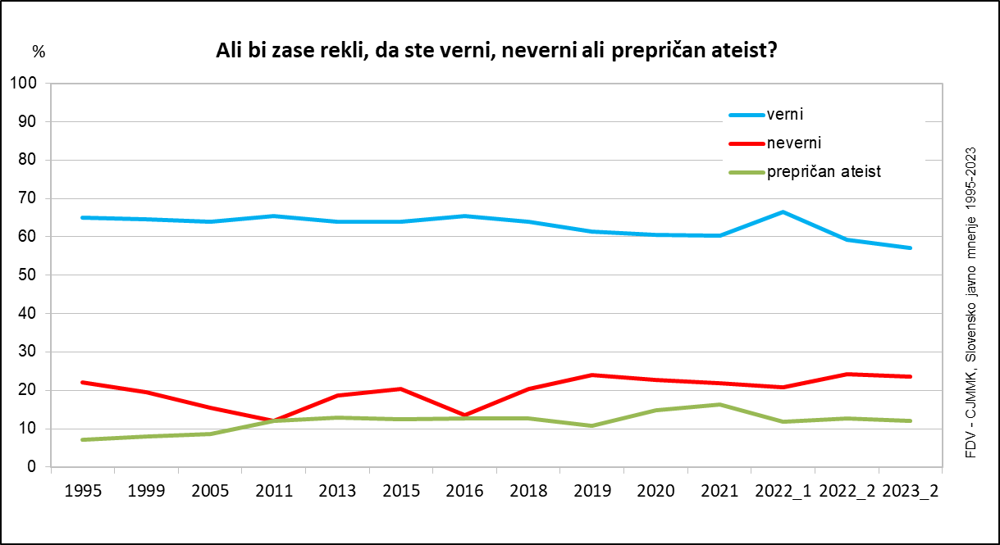 %
Ali bi zase rekli, da ste verni, neverni ali prepričan ateist?
100
90
80
70
60
50
40
30
20
10
0
verni
neverni
prepričan ateist
1995 1999 2005 2011 2013 2015 2016 2018 2019 2020 2021 2022_1 2022_2 2023_2
FDV - CJMMK, Slovensko javno mnenje 1995-2023